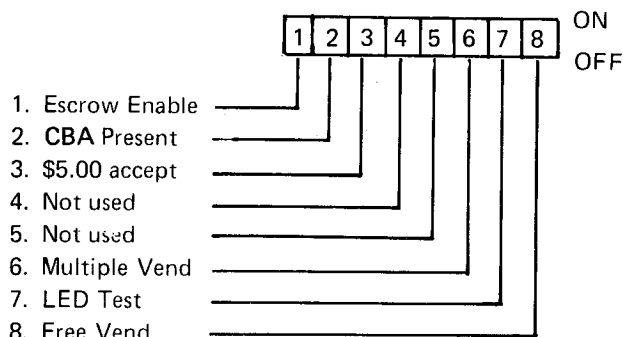 ON
1 2 3 4 5 6 7 8
OFF
1. Escrow Enable
2. CBA Present
3. $5.00 accept
4. Not used
5. Not used
6. Multiple Vend
7. LED Test
8. Free Vend